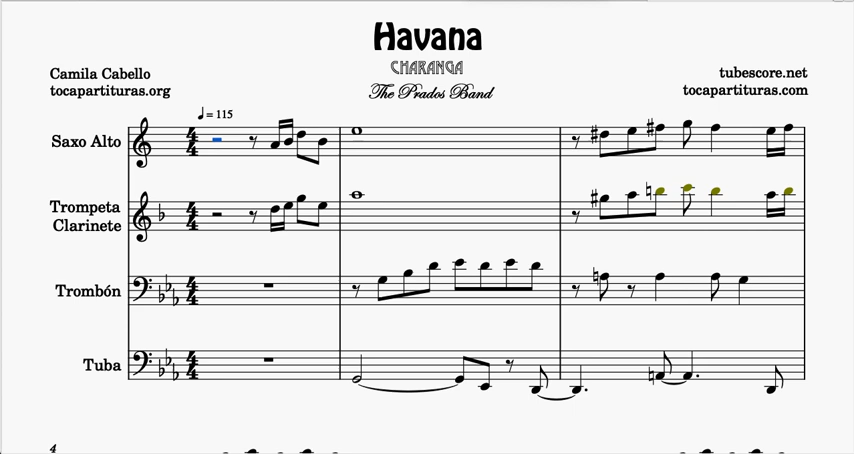 Havana
CHARANGA
The Prados Band
Camila Cabello
tocapartituras.org
tubescore.net
tocapartituras.com
= 115
Saxo Alto
Trompeta
Clarinete
Trombón
Tuba
4